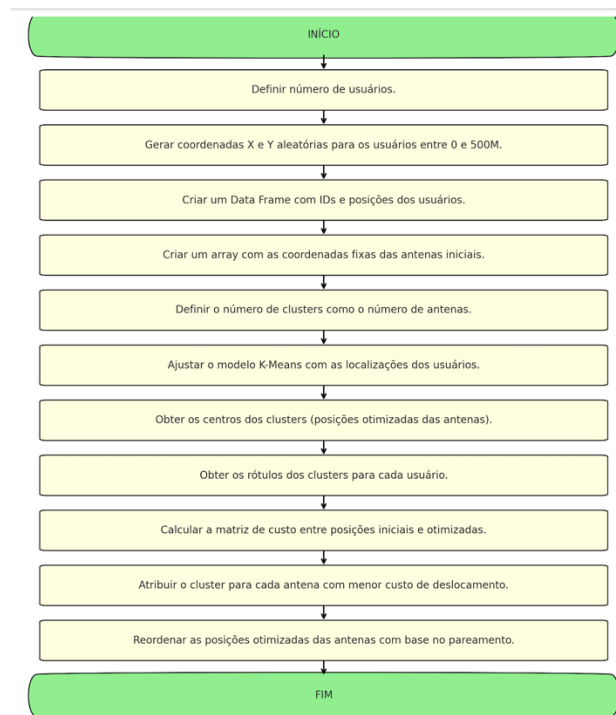 INÍCIO
Definir número de usuários.
Gerar coordenadas X e Y aleatórias para os usuários entre 0 e 500M.
Criar um Data Frame com IDs e posições dos usuários.
Criar um array com as coordenadas fixas das antenas iniciais.
Definir o número de clusters como o número de antenas.
Ajustar o modelo K-Means com as localizações dos usuários.
Obter os centros dos clusters (posições otimizadas das antenas).
Obter os rótulos dos clusters para cada usuário.
Calcular a matriz de custo entre posições iniciais e otimizadas.
Atribuir o cluster para cada antena com menor custo de deslocamento.
Reordenar as posições otimizadas das antenas com base no pareamento.
FIM